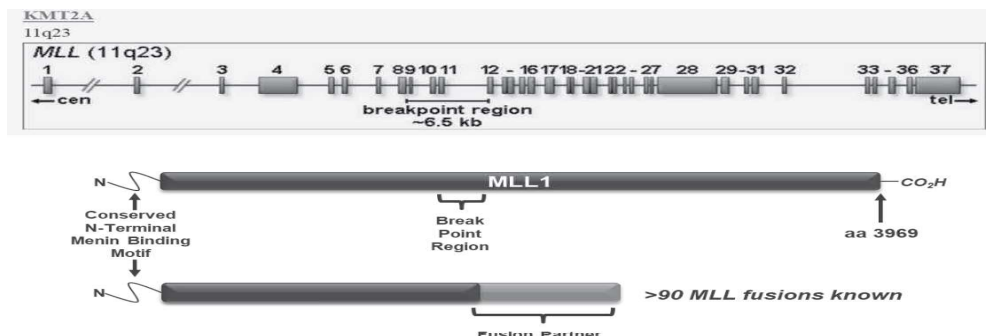 KMT2A
11q23
MLL (11q23)
1 2 3 4 5 6 7 8 9 10 11 12 - 16 17 18 - 21 22 - 27 28 29 - 31 32 33 - 36 37
←cen
breakpoint region
tel→
~6.5 kb
N
MLL1
CO2H
Conserved
N-Terminal
Menin Binding
Motif
Break
Point
Region
aa 3969
N
>90 MLL fusions known
Fusion Partner